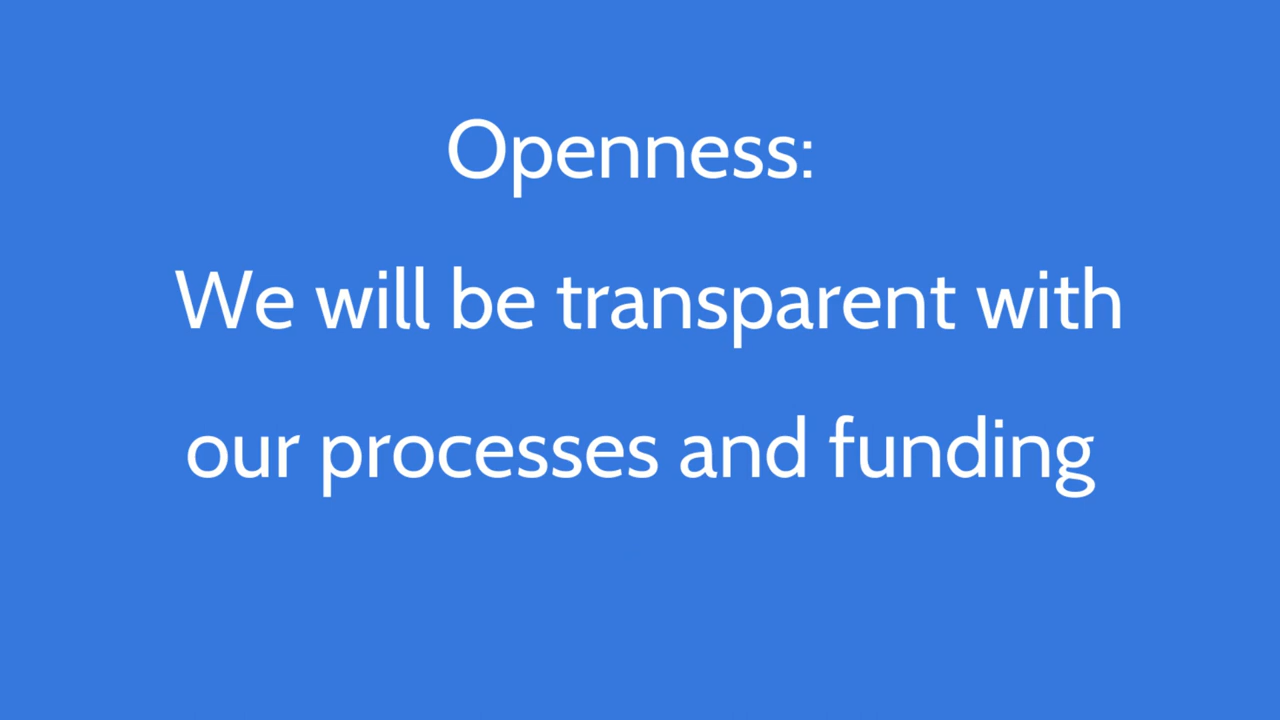 Openness:
We will be transparent with
our processes and funding